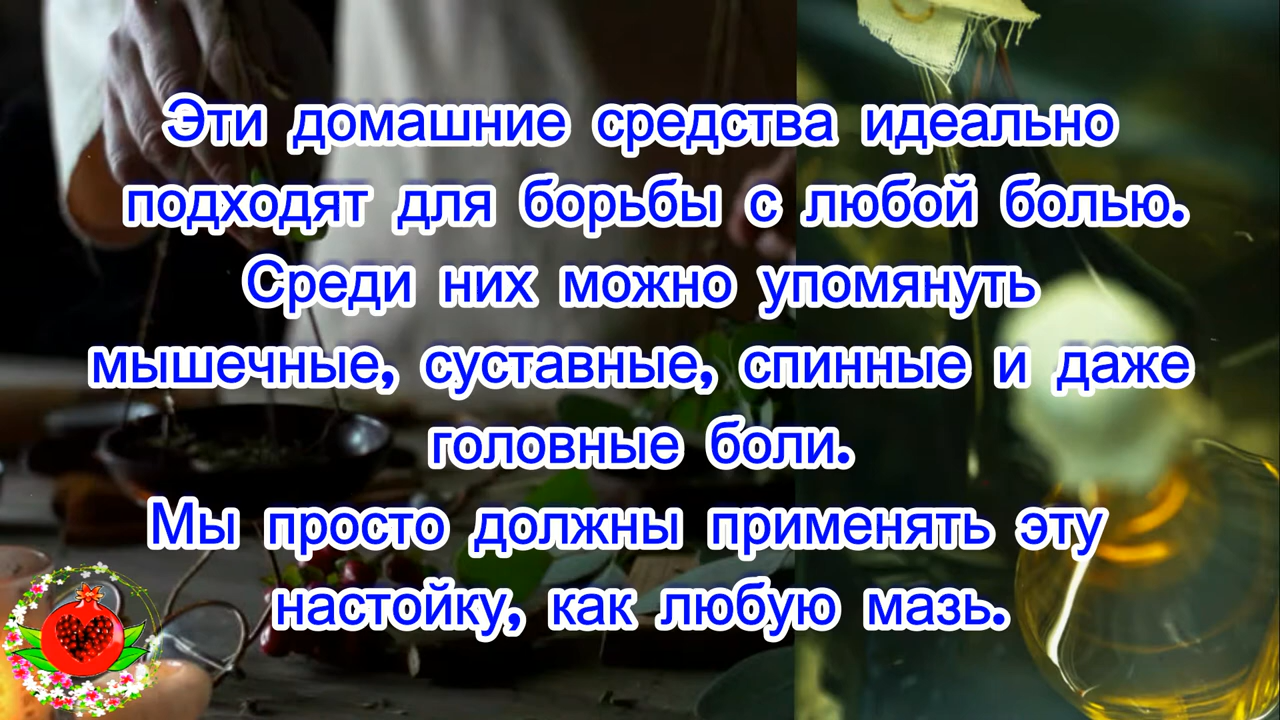 Эти домашние средства идеально
подходят для борьбы с любой болью.
Среди них можно упомянуть
мышечные, суставные, спинные и даже
головные боли.
Мы просто должны применять эту
настойку, как любую мазь.